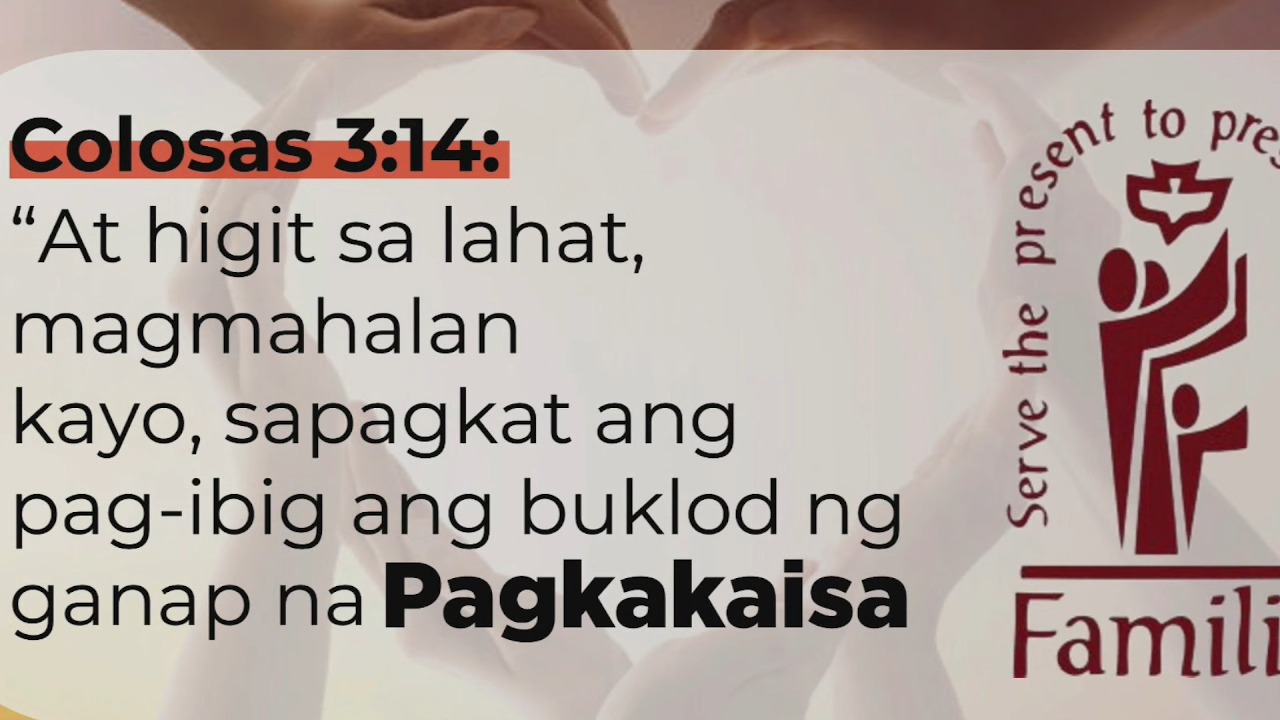 Colosas 3:14:
“At higit sa lahat,
magmahalan
kayo, sapagkat ang
pag-ibig ang buklod ng
ganap na Pagkakaisa
Serve the present to
Famili